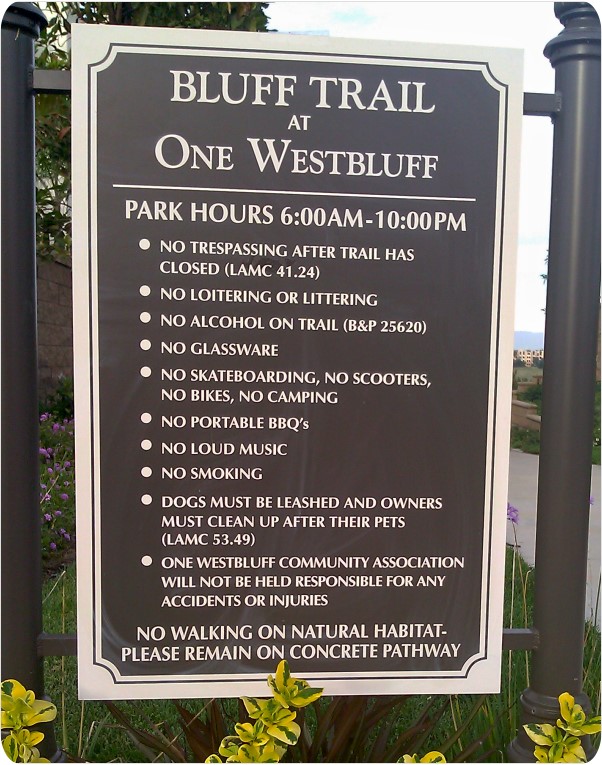 BLUFF TRAIL
AT
ONE WESTBLUFF
PARK HOURS 6:00AM-10:00PM
• NO TRESPASSING AFTER TRAIL HAS
CLOSED (LAMC 41.24)
• NO LOITERING OR LITTERING
• NO ALCOHOL ON TRAIL (B&P 25620)
• NO GLASSWARE
• NO SKATEBOARDING, NO SCOOTERS,
NO BIKES, NO CAMPING
• NO PORTABLE BBQ's
• NO LOUD MUSIC
• NO SMOKING
• DOGS MUST BE LEASHED AND OWNERS
MUST CLEAN UP AFTER THEIR PETS
(LAMC 53.49)
• ONE WESTBLUFF COMMUNITY ASSOCIATION
WILL NOT BE HELD RESPONSIBLE FOR ANY
ACCIDENTS OR INJURIES
NO WALKING ON NATURAL HABITAT-
PLEASE REMAIN ON CONCRETE PATHWAY